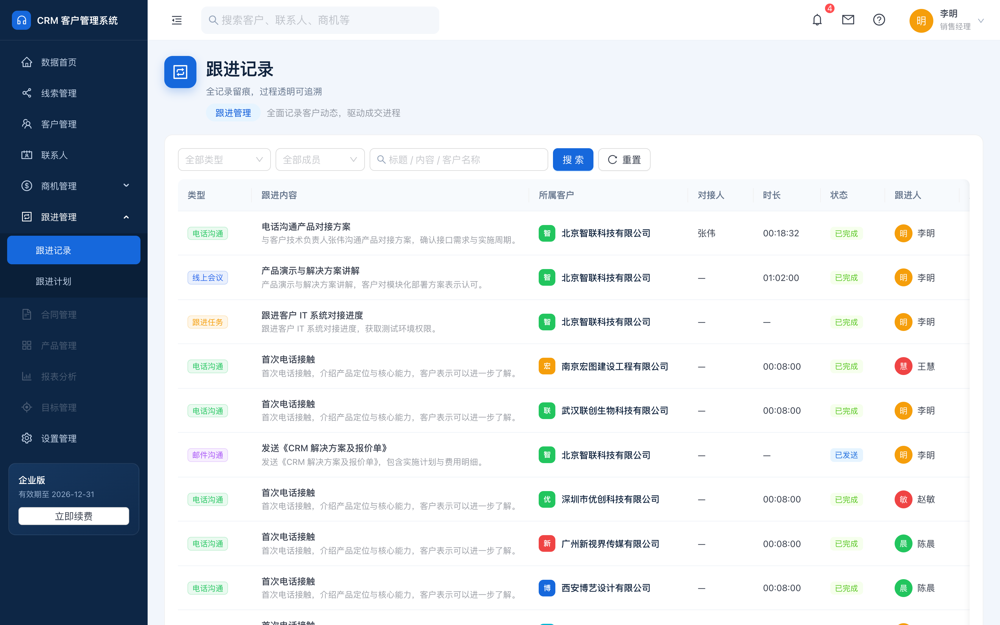 CRM 客户管理系统
搜索客户、联系人、商机等
4
明
李明
销售经理
数据首页
线索管理
客户管理
联系人
商机管理
跟进管理
跟进记录
跟进计划
合同管理
产品管理
报表分析
目标管理
设置管理
企业版
有效期至 2026-12-31
立即续费
跟进记录
全记录留痕，过程透明可追溯
跟进管理 全面记录客户动态，驱动成交进程
全部类型 全部成员 标题 / 内容 / 客户名称 搜 索 重置
类型 跟进内容 所属客户 对接人 时长 状态 跟进人
电话沟通 电话沟通产品对接方案 智 北京智联科技有限公司 张伟 00:18:32 已完成 明 李明
与客户技术负责人张伟沟通产品对接方案，确认接口需求与实施周期。
线上会议 产品演示与解决方案讲解 智 北京智联科技有限公司 — 01:02:00 已完成 明 李明
产品演示与解决方案讲解，客户对模块化部署方案表示认可。
跟进任务 跟进客户 IT 系统对接进度 智 北京智联科技有限公司 — — 已完成 明 李明
跟进客户 IT 系统对接进度，获取测试环境权限。
电话沟通 首次电话接触 宏 南京宏图建设工程有限公司 — 00:08:00 已完成 慧 王慧
首次电话接触，介绍产品定位与核心能力，客户表示可以进一步了解。
电话沟通 首次电话接触 联 武汉联创生物科技有限公司 — 00:08:00 已完成 明 李明
首次电话接触，介绍产品定位与核心能力，客户表示可以进一步了解。
邮件沟通 发送《CRM 解决方案及报价单》 智 北京智联科技有限公司 — — 已发送 明 李明
发送《CRM 解决方案及报价单》，包含实施计划与费用明细。
电话沟通 首次电话接触 优 深圳市优创科技有限公司 — 00:08:00 已完成 敏 赵敏
首次电话接触，介绍产品定位与核心能力，客户表示可以进一步了解。
电话沟通 首次电话接触 新 广州新视界传媒有限公司 — 00:08:00 已完成 晨 陈晨
首次电话接触，介绍产品定位与核心能力，客户表示可以进一步了解。
电话沟通 首次电话接触 博 西安博艺设计有限公司 — 00:08:00 已完成 晨 陈晨
首次电话接触，介绍产品定位与核心能力，客户表示可以进一步了解。
首次电话接触